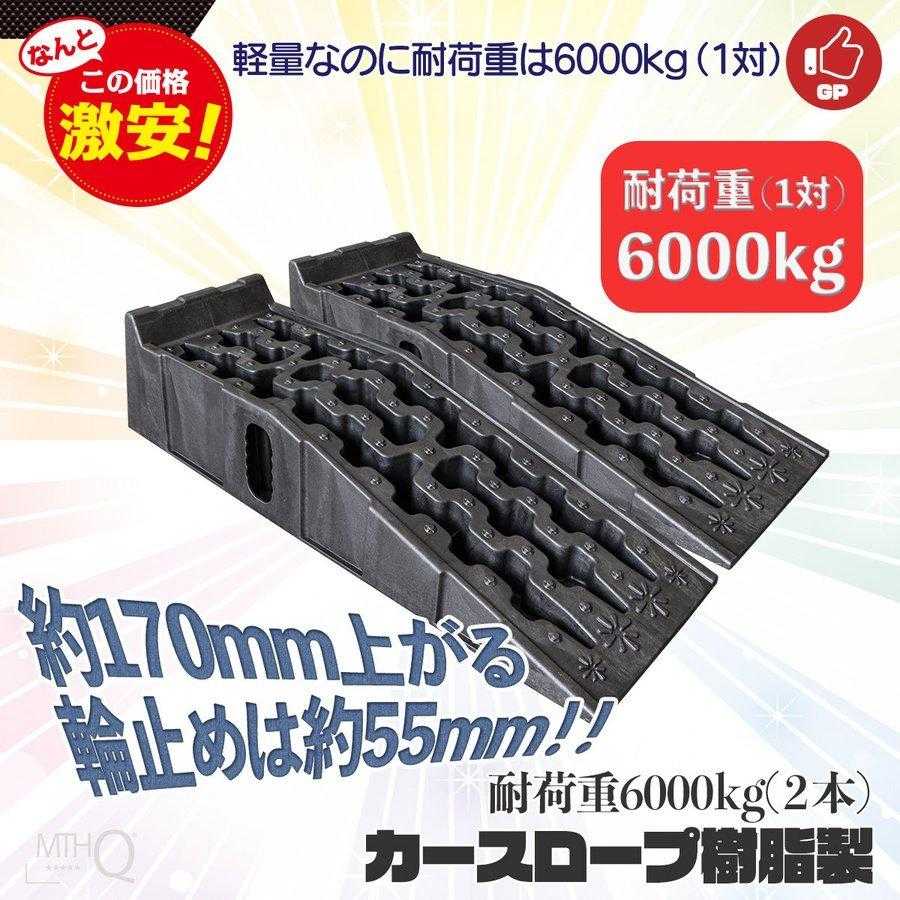 なんと
この価格
激安!
軽量なのに耐荷重は6000kg(1対)
GP
耐荷重(1対)
6000kg
約170mm上がる
輪止めは約55mm!!
耐荷重6000kg(2本)
カースロープ樹脂製
MTHQ